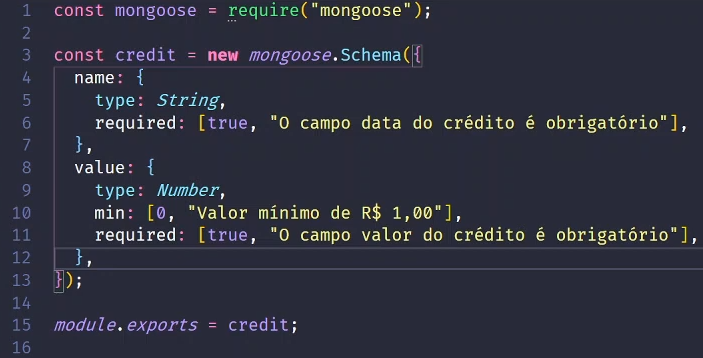 1 const mongoose = require("mongoose");
2
3 const credit = new mongoose.Schema({
4   name: {
5     type: String,
6     required: [true, "O campo data do crédito é obrigatório"],
7   },
8   value: {
9     type: Number,
10     min: [0, "Valor mínimo de R$ 1,00"],
11     required: [true, "O campo valor do crédito é obrigatório"],
12   },
13 });
14
15 module.exports = credit;
16